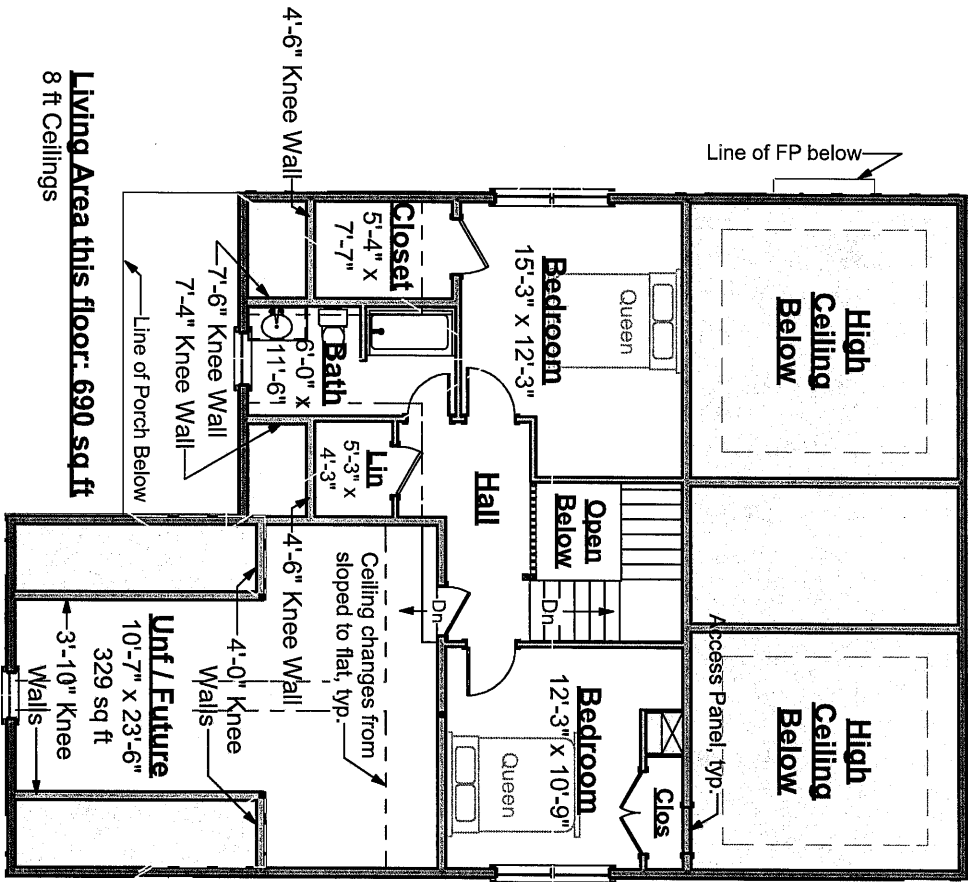 Line of FP below
High
Ceiling
Below
High
Ceiling
Below
Bedroom
15'-3" x 12'-3"
Queen
Open
Below
Dn
Access Panel, typ.
Clos
Bedroom
12'-3" x 10'-9"
Queen
Hall
Dn
Closet
5'-4" x
7'-7"
Bath
6'-0" x
11'-6"
Lin
5'-3" x
4'-3"
4'-6" Knee Wall
7'-6" Knee Wall
7'-4" Knee Wall
4'-6" Knee Wall
Ceiling changes from
sloped to flat, typ.
4'-0" Knee
Walls
Unf / Future
10'-7" x 23'-6"
329 sq ft
3'-10" Knee
Walls
Line of Porch Below
Living Area this floor: 690 sq ft
8 ft Ceilings